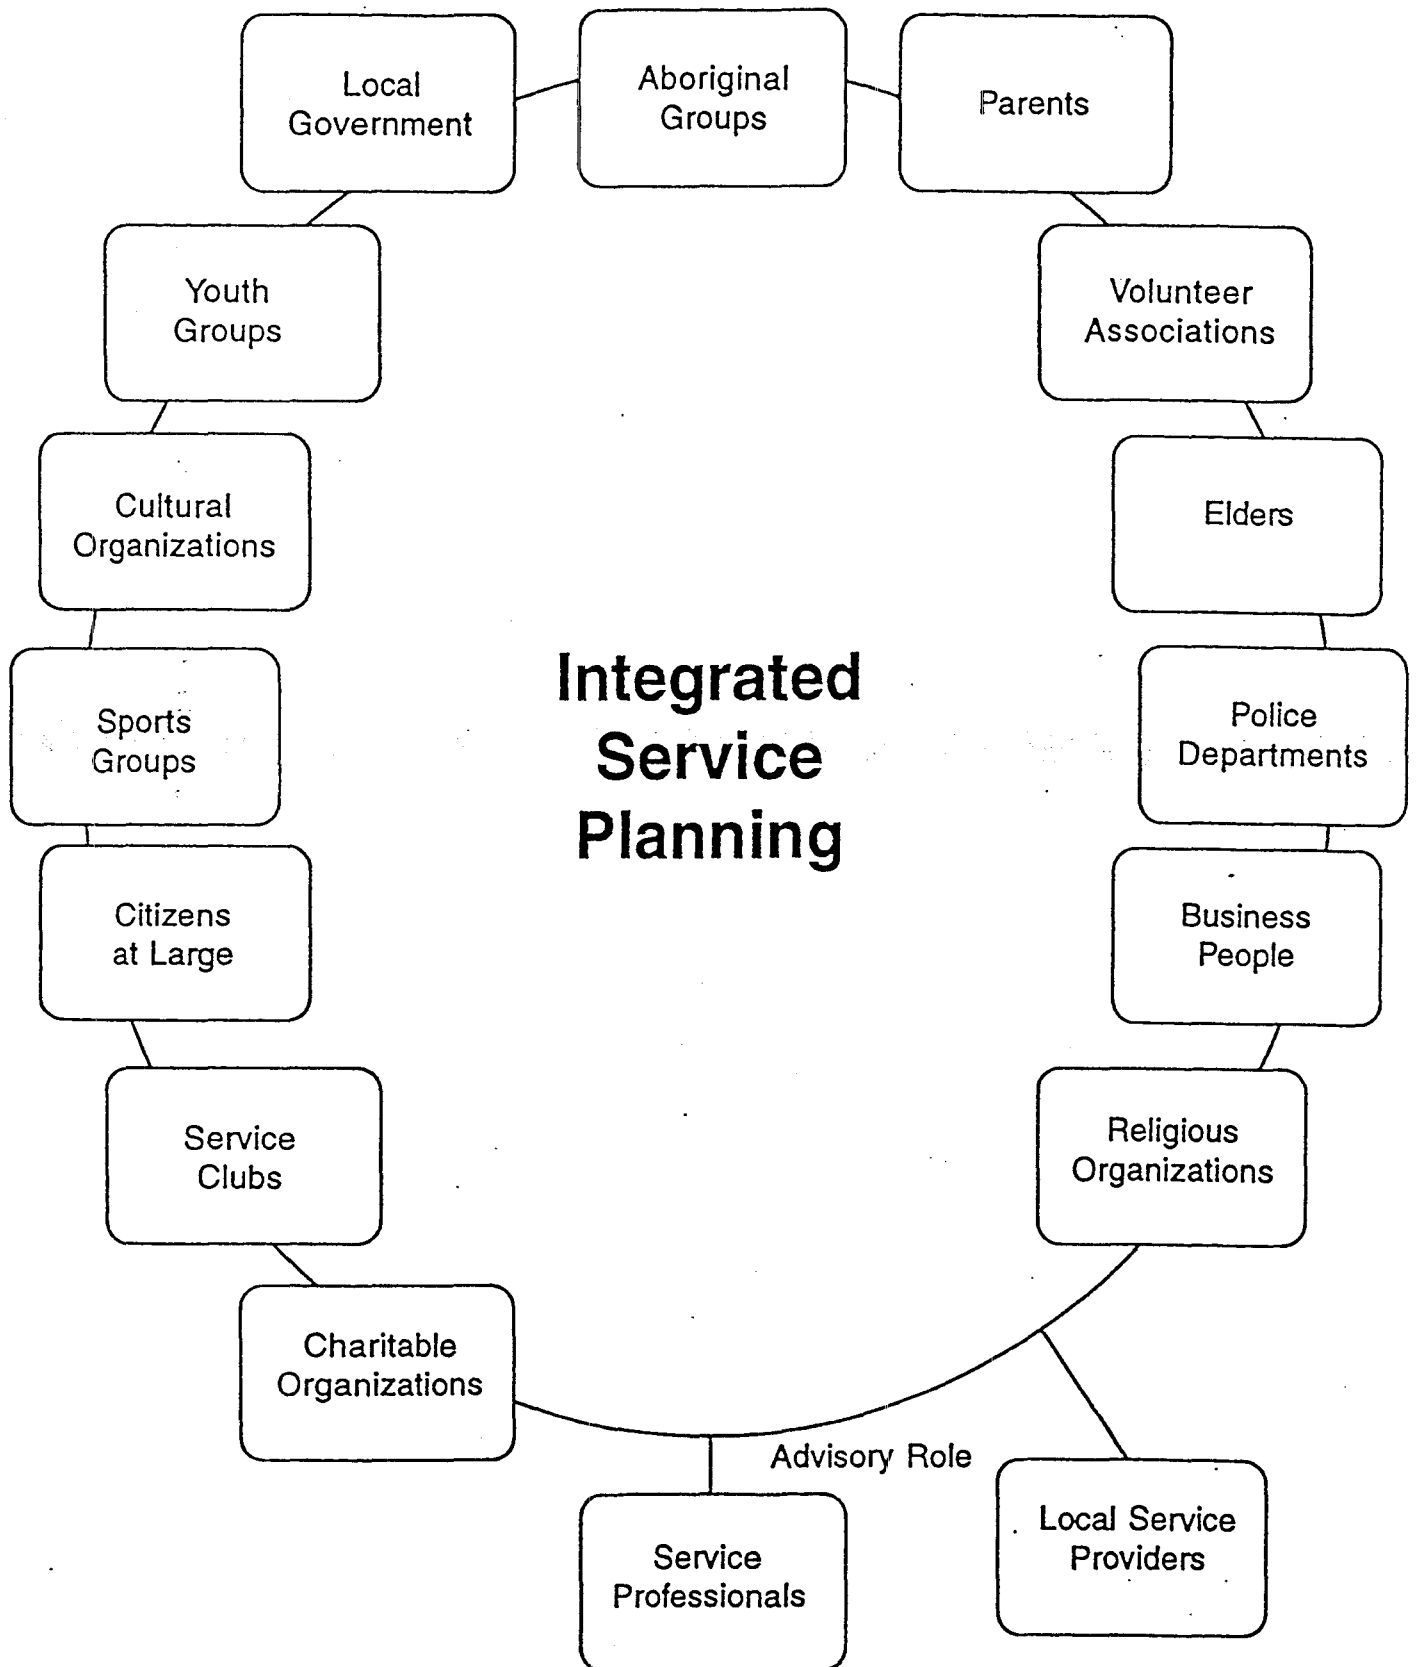 Local
Government
Aboriginal
Groups
Parents
Youth
Groups
Volunteer
Associations
Cultural
Organizations
Elders
Sports
Groups
Integrated
Service
Planning
Police
Departments
Citizens
at Large
Business
People
Service
Clubs
Religious
Organizations
Charitable
Organizations
Advisory Role
Service
Professionals
Local Service
Providers